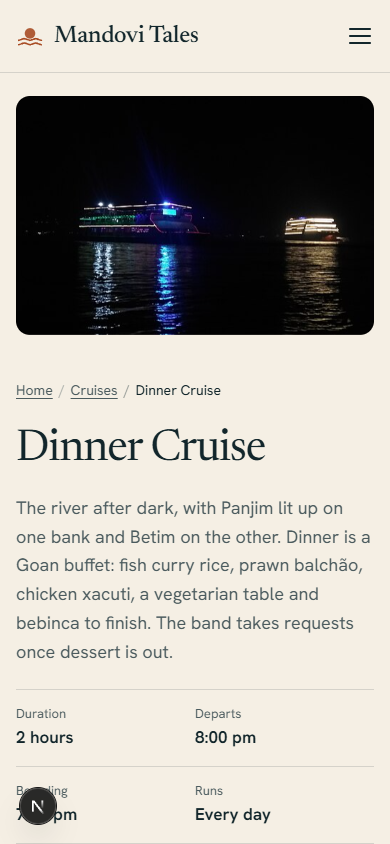 Mandovi Tales
Home / Cruises / Dinner Cruise
Dinner Cruise
The river after dark, with Panjim lit up on
one bank and Betim on the other. Dinner is a
Goan buffet: fish curry rice, prawn balchão,
chicken xacuti, a vegetarian table and
bebinca to finish. The band takes requests
once dessert is out.
Duration
2 hours
Departs
8:00 pm
N
pm
Runs
Every day